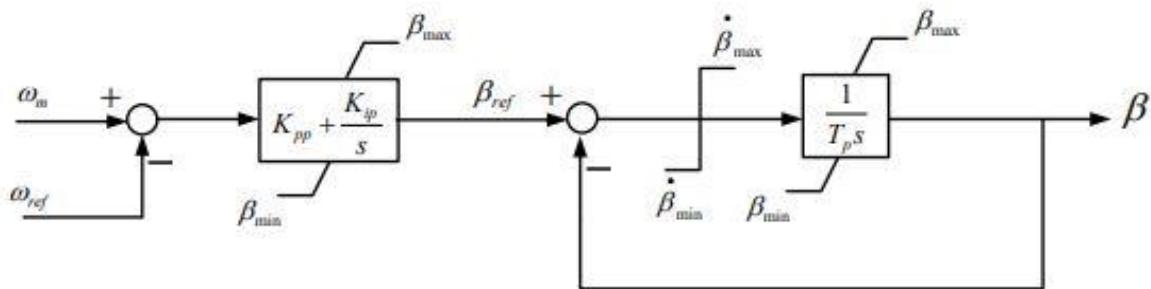 β_max
ω_m
+
−
ω_ref
K_pp + K_ip/s
β_min
β_ref
+
−
β̇_max
β̇_min
β_max
1/(T_p s)
β_min
β